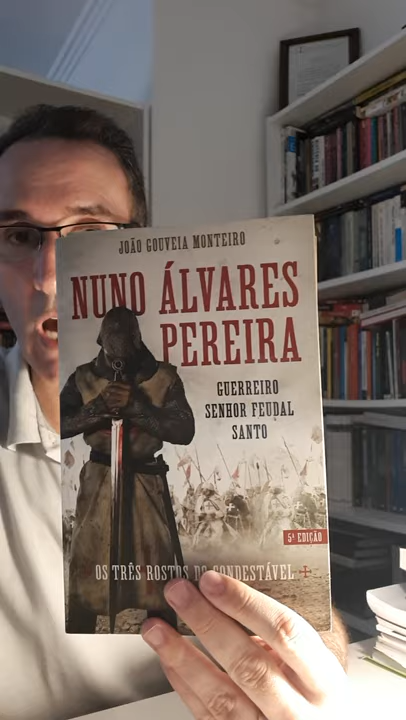 JOÃO GOUVEIA MONTEIRO
NUNO ÁLVARES
PEREIRA
GUERREIRO
SENHOR FEUDAL
SANTO
5ª EDIÇÃO
OS TRÊS ROSTOS DO CONDESTÁVEL